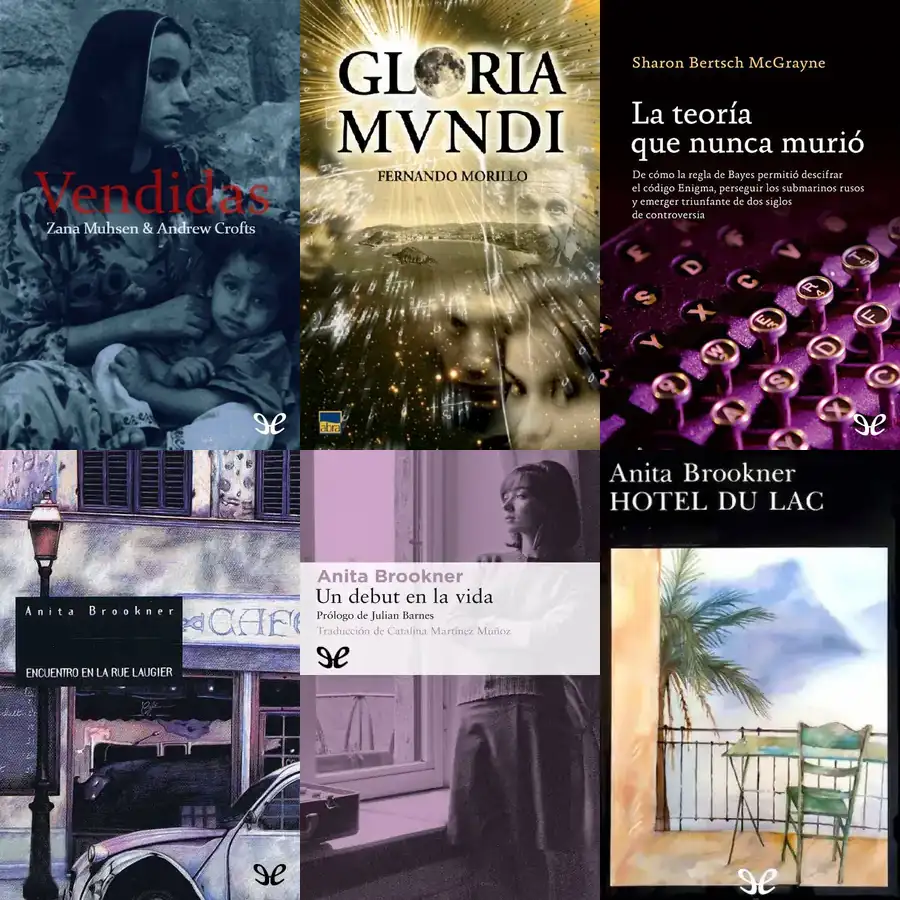 Vendidas
Zana Muhsen & Andrew Crofts
GLORIA
MVNDI
FERNANDO MORILLO
abra
Sharon Bertsch McGrayne
La teoría
que nunca murió
De cómo la regla de Bayes permitió descifrar
el código Enigma, perseguir los submarinos rusos
y emerger triunfante de dos siglos
de controversia
Anita Brookner
CAFE
ENCUENTRO EN LA RUE LAUGIER
Anita Brookner
Un debut en la vida
Prólogo de Julian Barnes
Traducción de Catalina Martínez Muñoz
Anita Brookner
HOTEL DU LAC